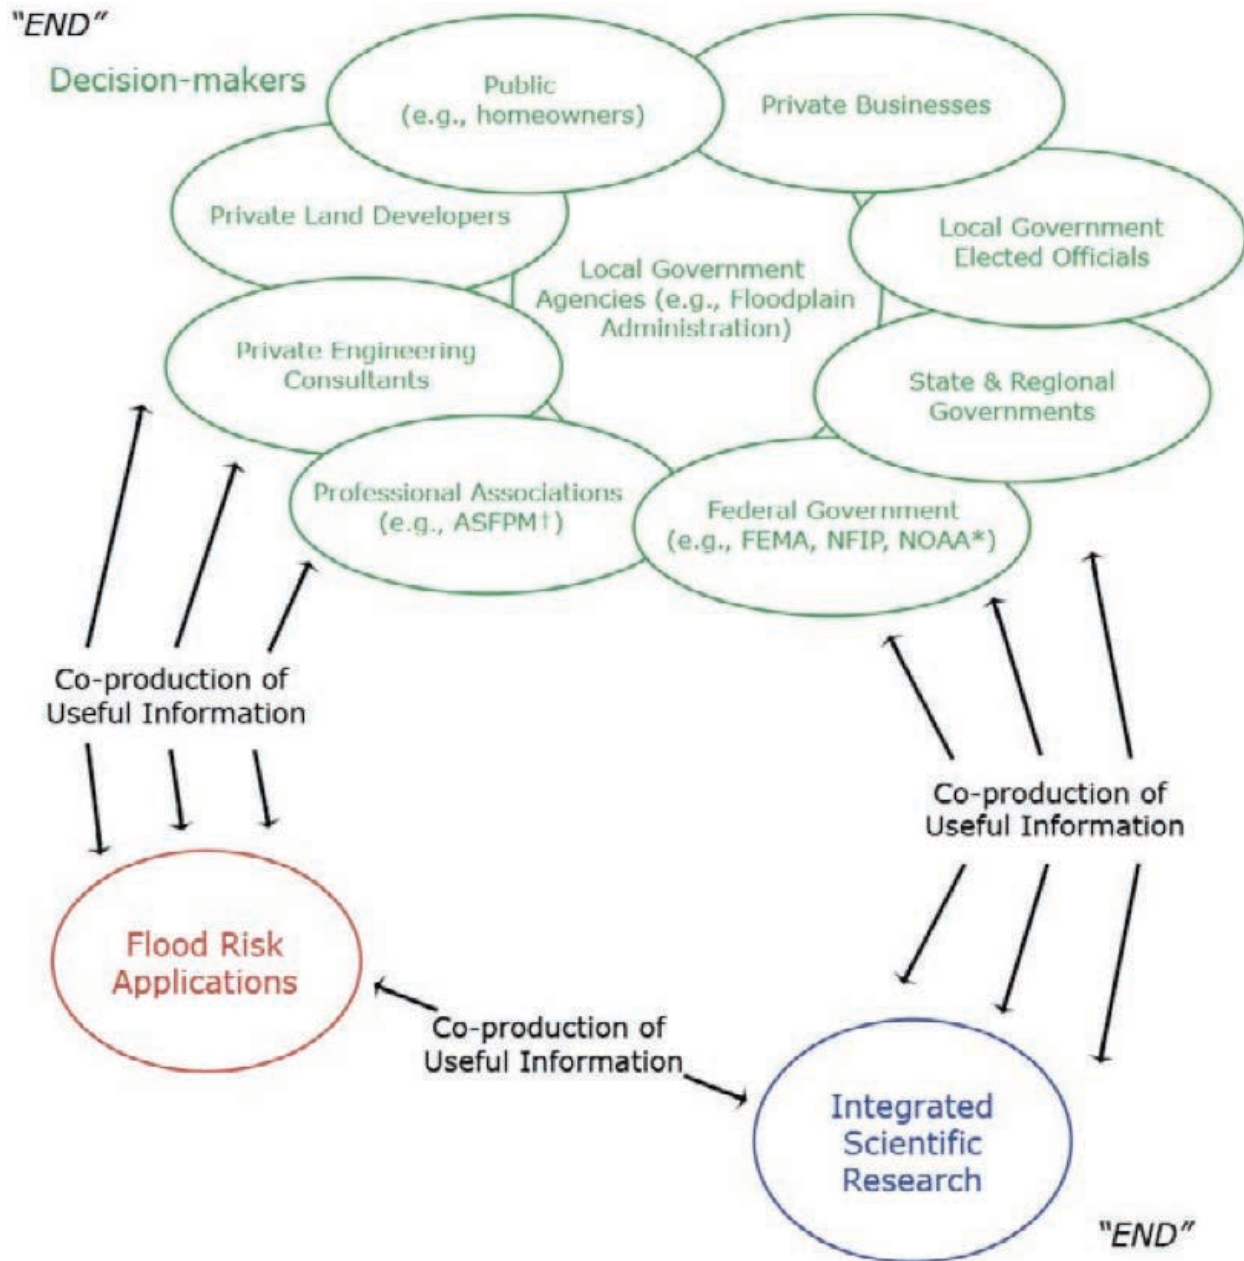 "END"
Decision-makers
Public
(e.g., homeowners)
Private Businesses
Private Land Developers
Local Government
Elected Officials
Local Government
Agencies (e.g., Floodplain
Administration)
Private Engineering
Consultants
State & Regional
Governments
Professional Associations
(e.g., ASFPM†)
Federal Government
(e.g., FEMA, NFIP, NOAA*)
Co-production of
Useful Information
Co-production of
Useful Information
Flood Risk
Applications
Co-production of
Useful Information
Integrated
Scientific
Research
"END"